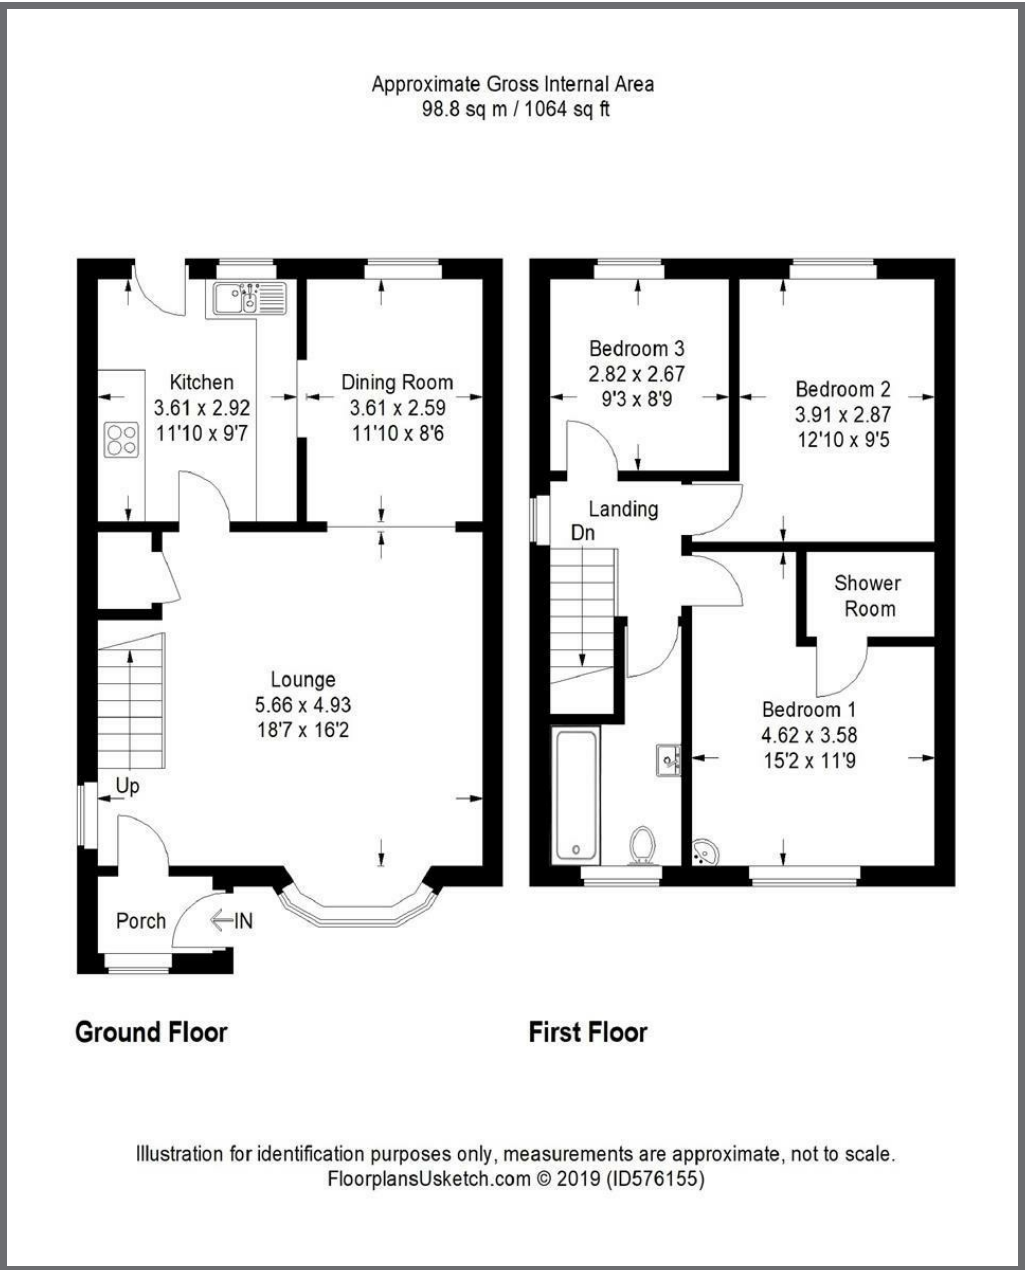 Approximate Gross Internal Area
98.8 sq m / 1064 sq ft
Kitchen
3.61 x 2.92
11'10 x 9'7
Dining Room
3.61 x 2.59
11'10 x 8'6
Lounge
5.66 x 4.93
18'7 x 16'2
Up
Porch
IN
Ground Floor
Bedroom 3
2.82 x 2.67
9'3 x 8'9
Bedroom 2
3.91 x 2.87
12'10 x 9'5
Landing
Dn
Shower
Room
Bedroom 1
4.62 x 3.58
15'2 x 11'9
First Floor
Illustration for identification purposes only, measurements are approximate, not to scale.
FloorplansUsketch.com © 2019 (ID576155)